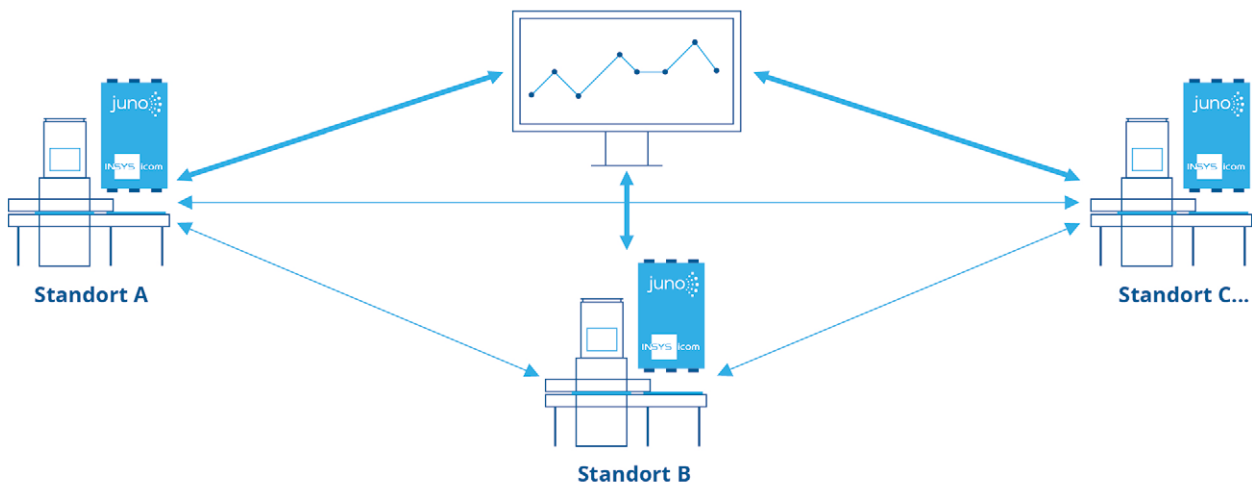 juno
INSYS icom
Standort A
juno
INSYS icom
Standort B
juno
INSYS icom
Standort C...